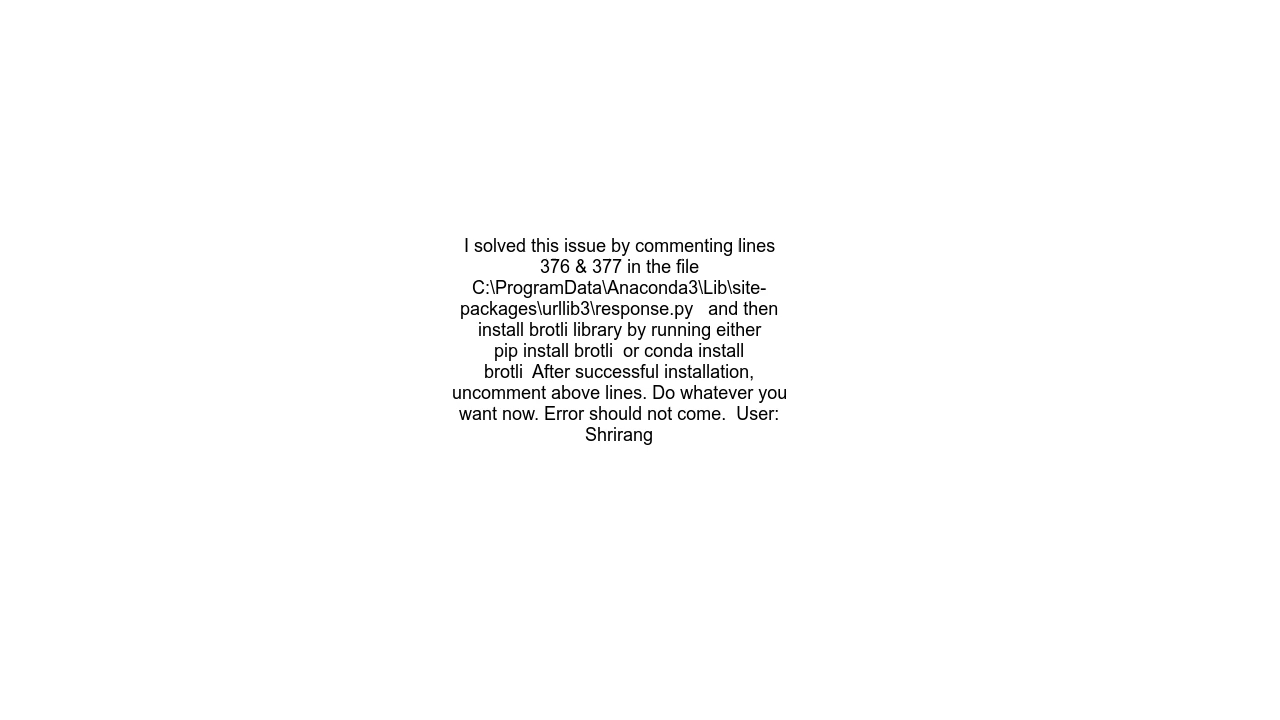 I solved this issue by commenting lines
376 & 377 in the file
C:\ProgramData\Anaconda3\Lib\site-
packages\urllib3\response.py   and then
install brotli library by running either
pip install brotli  or conda install
brotli  After successful installation,
uncomment above lines. Do whatever you
want now. Error should not come.  User:
Shrirang